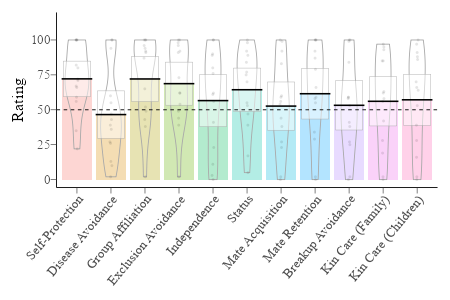 Rating
100
75
50
25
0
Self-Protection
Disease Avoidance
Group Affiliation
Exclusion Avoidance
Independence
Status
Mate Acquisition
Mate Retention
Breakup Avoidance
Kin Care (Family)
Kin Care (Children)